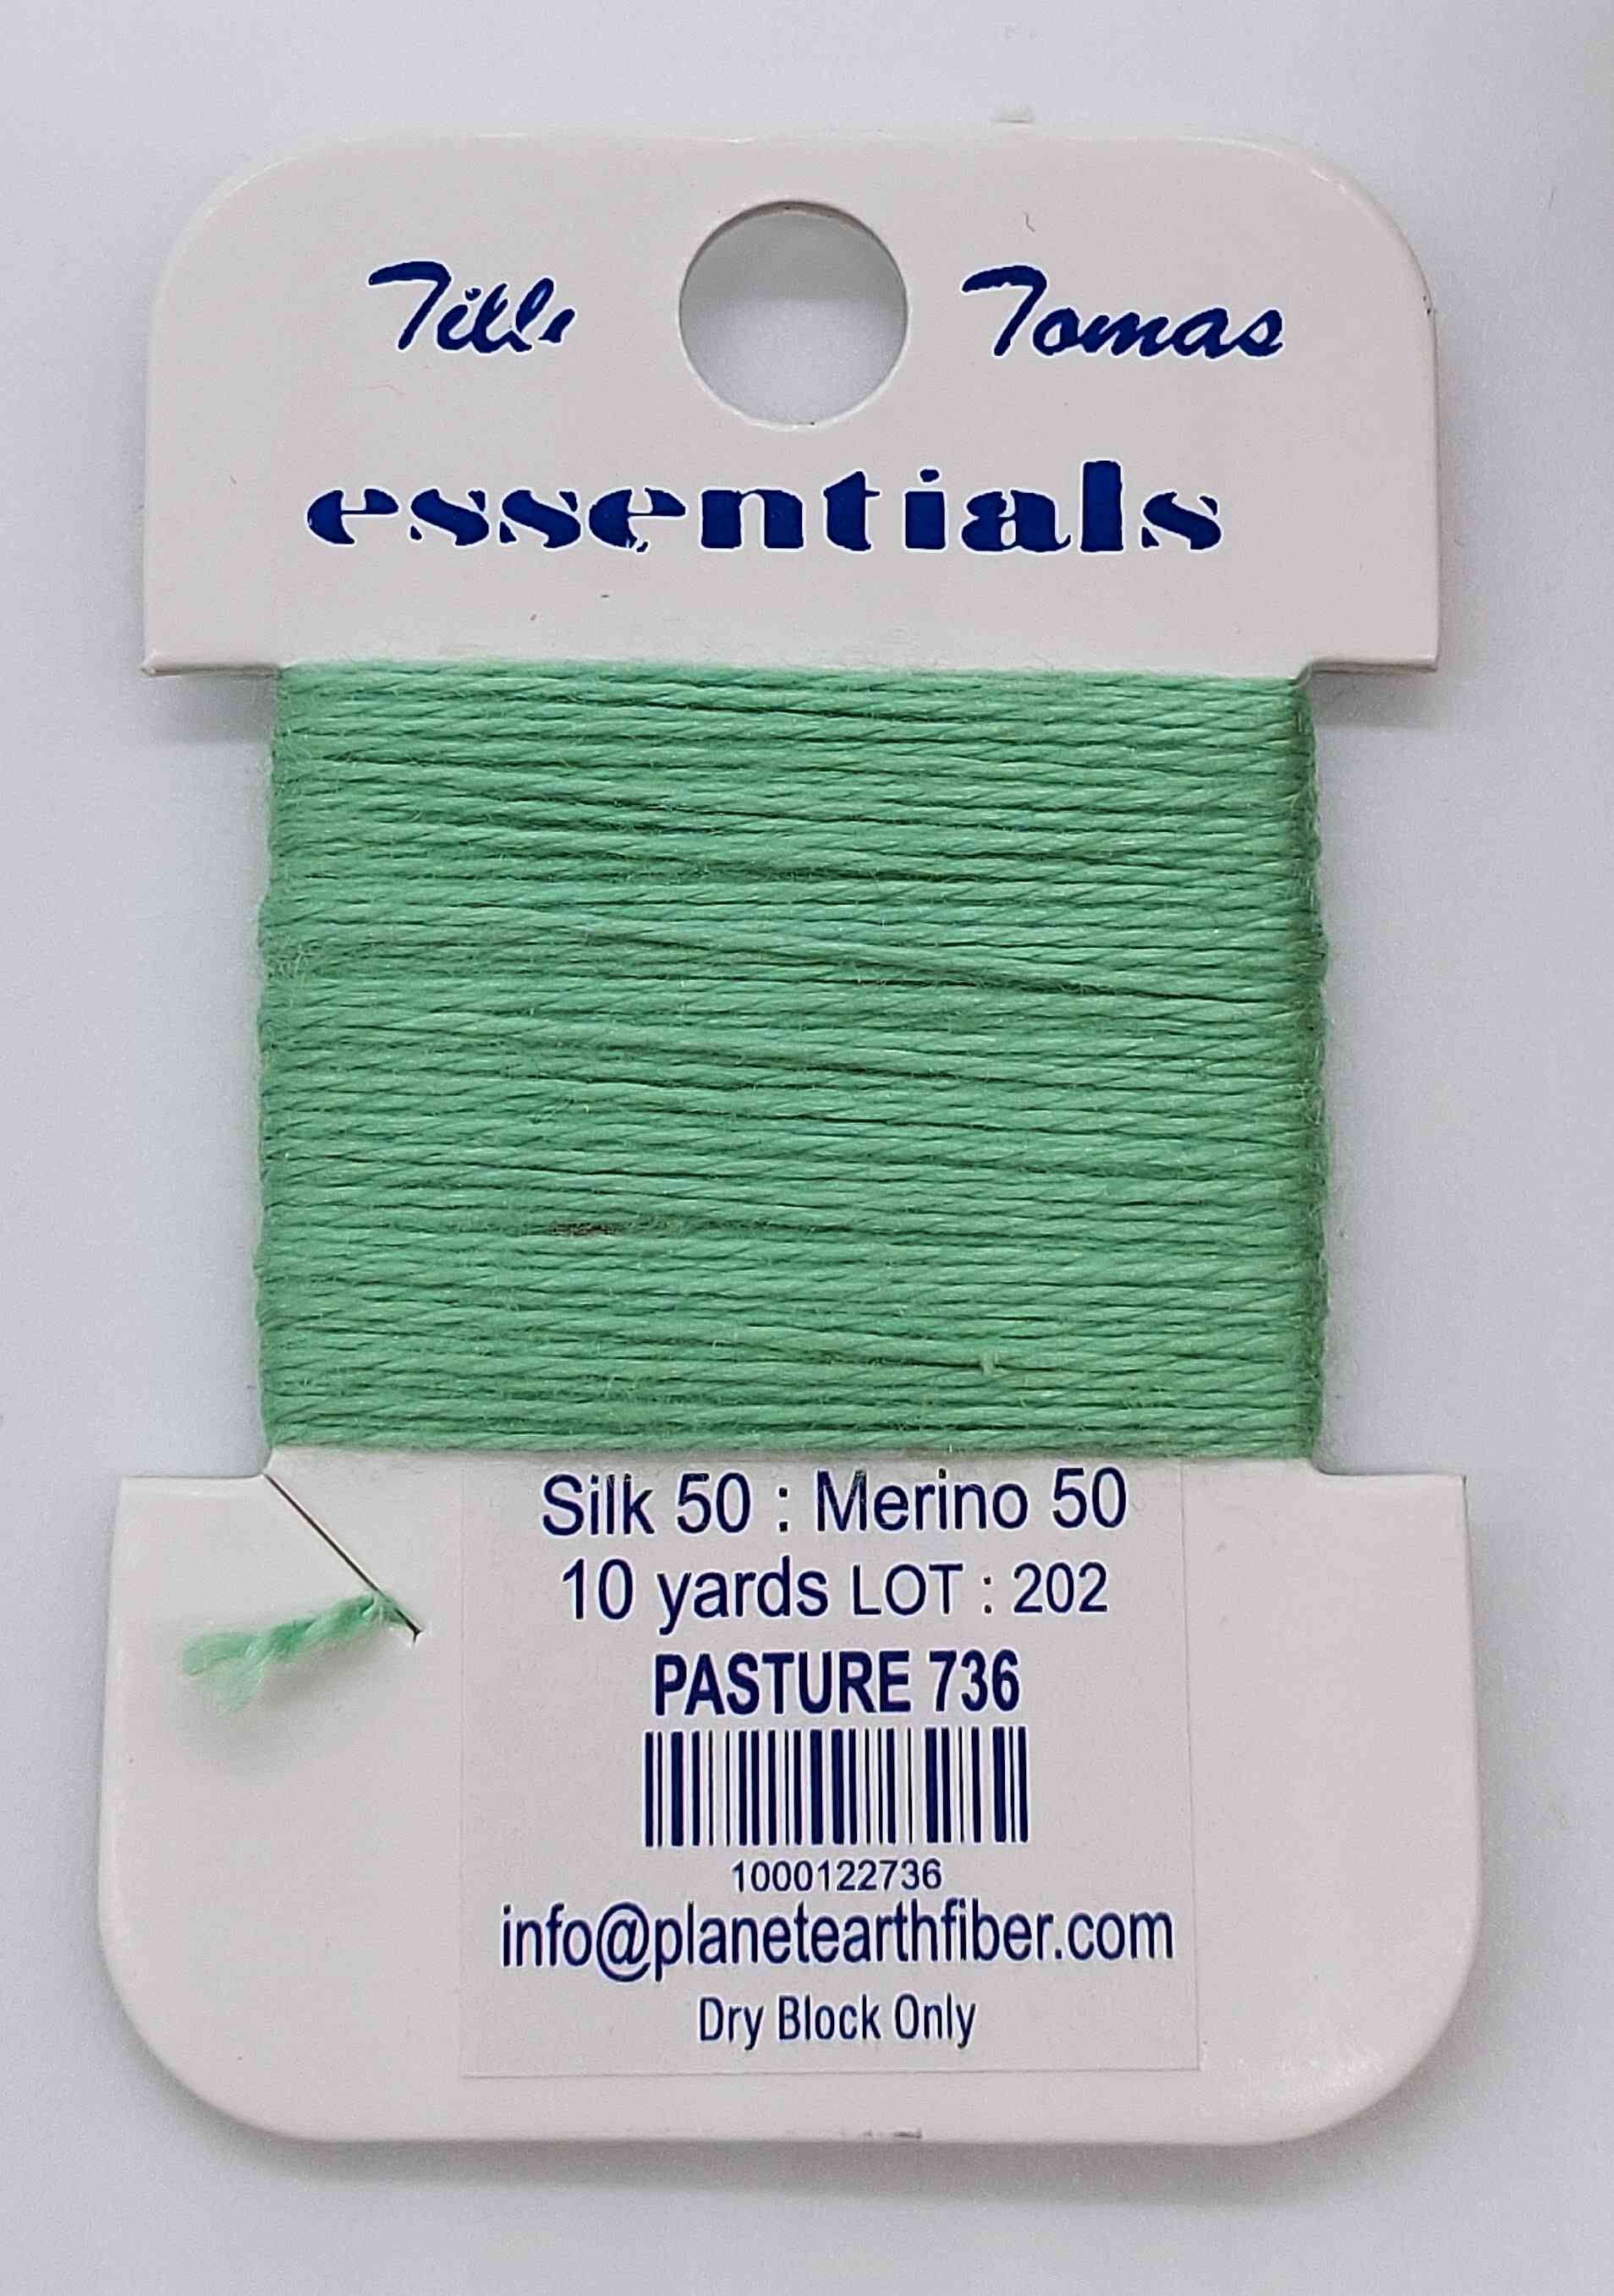 Tomas
essentials
Silk 50 : Merino 50
10 yards LOT : 202
PASTURE 736
1000122736
info@planetearthfiber.com
Dry Block Only